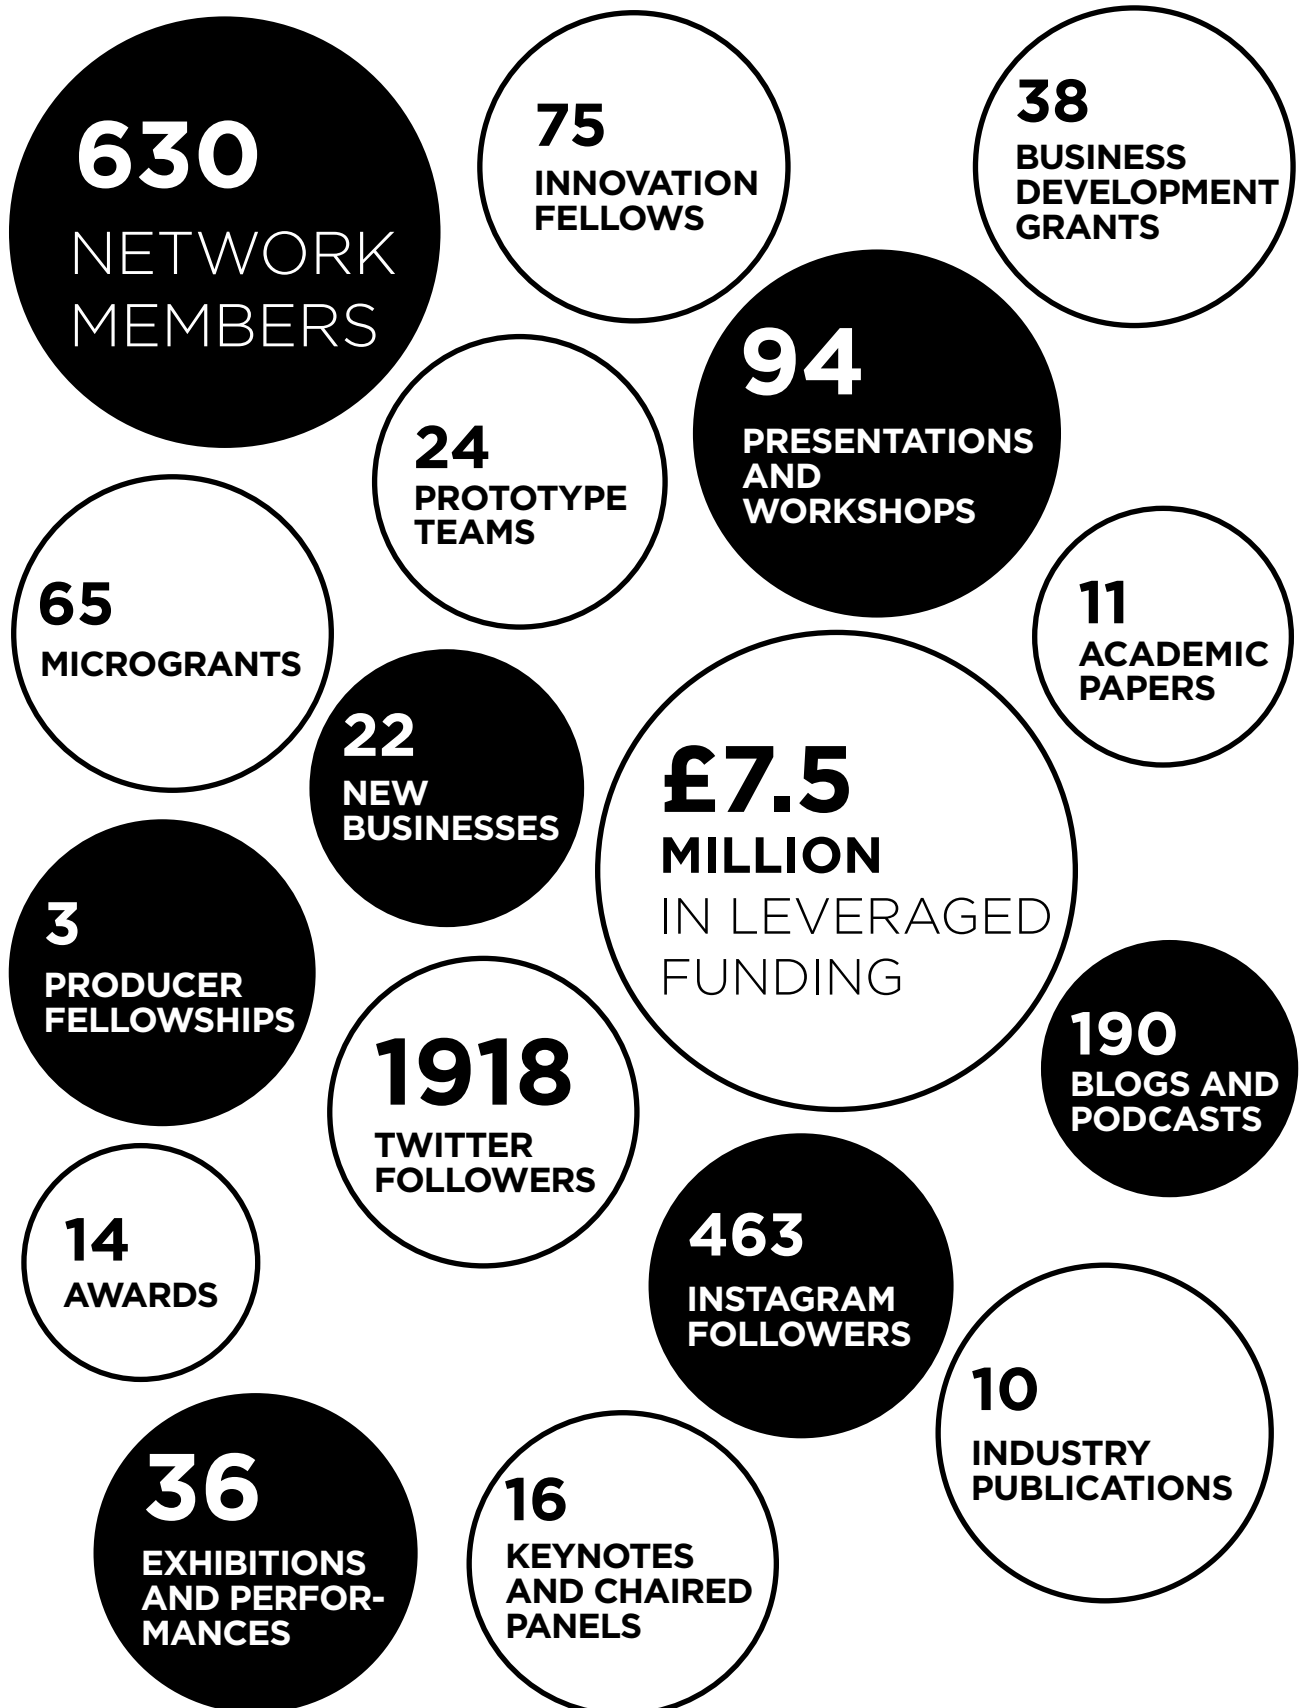 630
NETWORK
MEMBERS
75
INNOVATION
FELLOWS
38
BUSINESS
DEVELOPMENT
GRANTS
24
PROTOTYPE
TEAMS
94
PRESENTATIONS
AND
WORKSHOPS
65
MICROGRANTS
11
ACADEMIC
PAPERS
22
NEW
BUSINESSES
£7.5
MILLION
IN LEVERAGED
FUNDING
3
PRODUCER
FELLOWSHIPS
1918
TWITTER
FOLLOWERS
190
BLOGS AND
PODCASTS
14
AWARDS
463
INSTAGRAM
FOLLOWERS
10
INDUSTRY
PUBLICATIONS
36
EXHIBITIONS
AND PERFOR-
MANCES
16
KEYNOTES
AND CHAIRED
PANELS